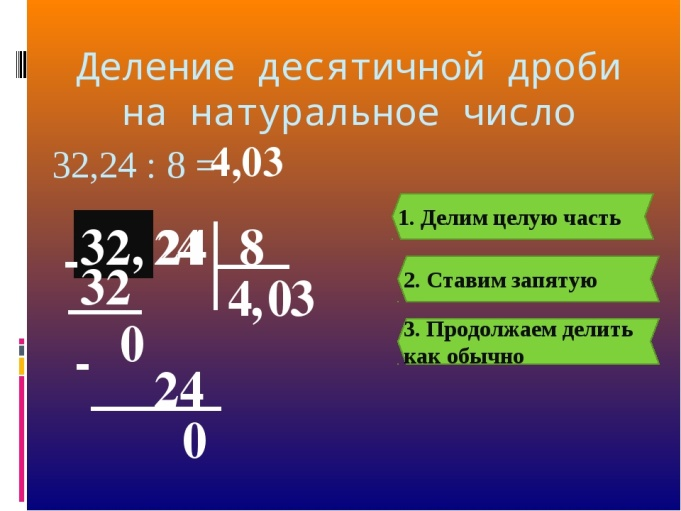 Деление десятичной дроби
на натуральное число
32,24 : 8 =4,03
1. Делим целую часть
- 32, 24 8
2. Ставим запятую
32 4,03
3. Продолжаем делить
как обычно
0
-
24
0